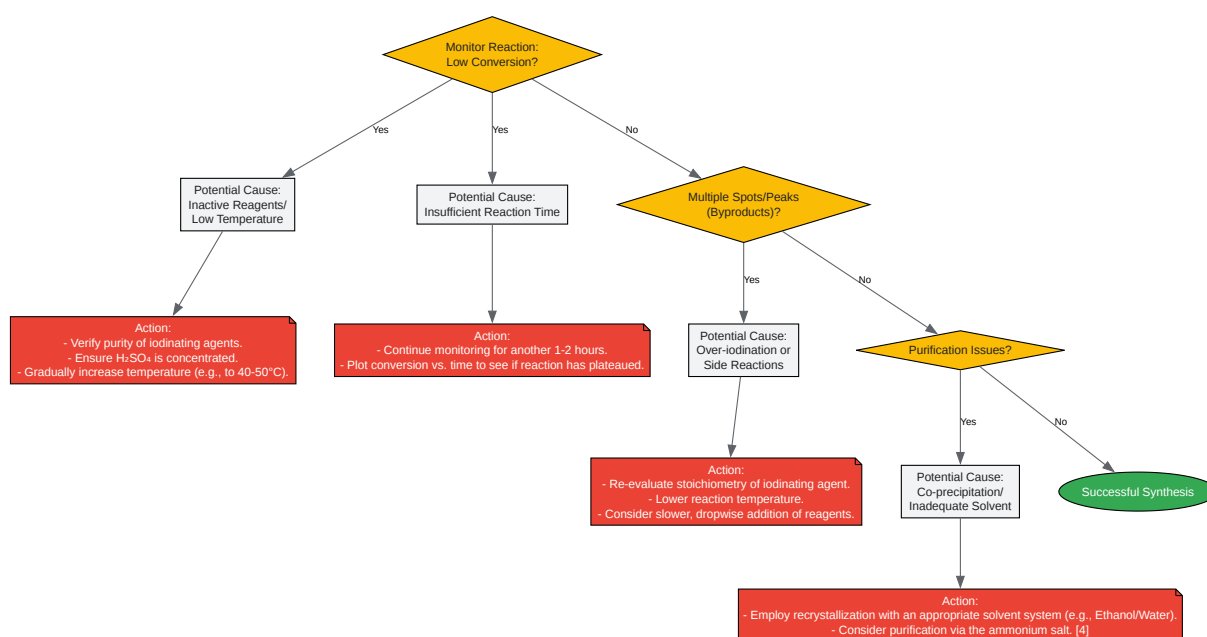 Monitor Reaction:
Low Conversion?
Yes
Yes
No
Potential Cause:
Inactive Reagents/
Low Temperature
Potential Cause:
Insufficient Reaction Time
Multiple Spots/Peaks
(Byproducts)?
Yes
No
Action:
- Verify purity of iodinating agents.
- Ensure H₂SO₄ is concentrated.
- Gradually increase temperature (e.g., to 40-50°C).
Action:
- Continue monitoring for another 1-2 hours.
- Plot conversion vs. time to see if reaction has plateaued.
Potential Cause:
Over-iodination or
Side Reactions
Purification Issues?
Yes
No
Action:
- Re-evaluate stoichiometry of iodinating agent.
- Lower reaction temperature.
- Consider slower, dropwise addition of reagents.
Potential Cause:
Co-precipitation/
Inadequate Solvent
Successful Synthesis
Action:
- Employ recrystallization with an appropriate solvent system (e.g., Ethanol/Water).
- Consider purification via the ammonium salt. [4]